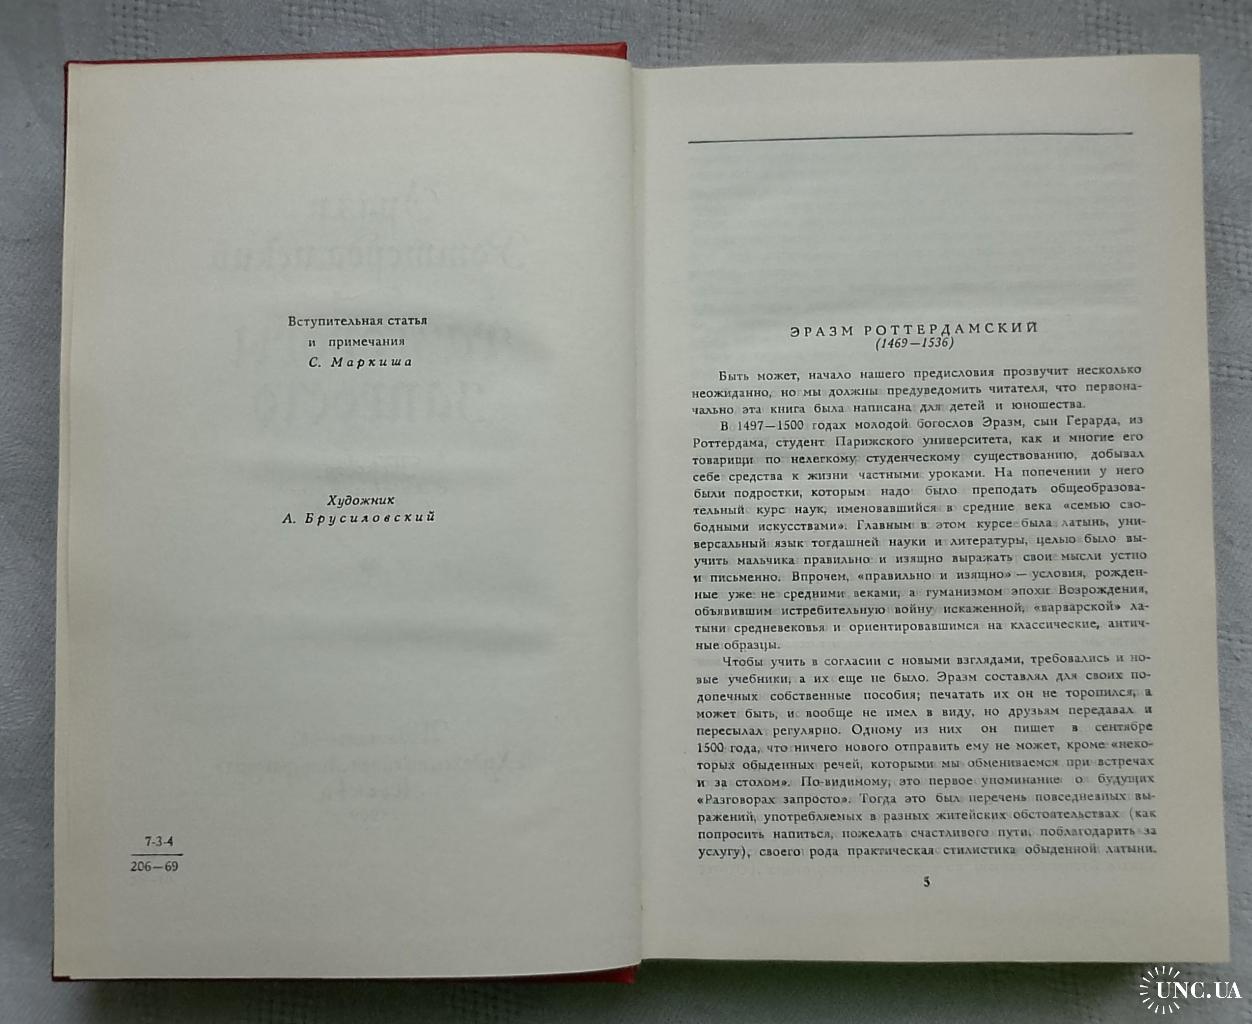 Вступительная статья
и примечания
С. Маркиша
Художник
А. Брусиловский
7-3-4
206—69
ЭРАЗМ РОТТЕРДАМСКИЙ
(1469—1536)
Быть может, начало нашего предисловия прозвучит несколько
неожиданно, но мы должны предуведомить читателя, что первона-
чально эта книга была написана для детей и юношества.
В 1497—1500 годах молодой богослов Эразм, сын Герарда, из
Роттердама, студент Парижского университета, как и многие его
товарищи по нелегкому студенческому существованию, добывал
себе средства к жизни частными уроками. На попечении у него
были подростки, которым надо было преподать общеобразова-
тельный курс наук, именовавшийся в средние века «семью сво-
бодными искусствами». Главным в этом курсе была латынь, уни-
версальный язык тогдашней науки и литературы, целью было вы-
учить мальчика правильно и изящно выражать свои мысли устно
и письменно. Впрочем, «правильно и изящно» — условия, рожден-
ные уже не средними веками, а гуманизмом эпохи Возрождения,
объявившим истребительную войну искаженной, «варварской» ла-
тыни средневековья и ориентировавшимся на классические, антич-
ные образцы.
Чтобы учить в согласии с новыми взглядами, требовались и но-
вые учебники, а их еще не было. Эразм составлял для своих по-
допечных собственные пособия; печатать их он не торопился, а
может быть, и вообще не имел в виду, но друзьям передавал и
пересылал регулярно. Одному из них он пишет в сентябре
1500 года, что ничего нового отправить ему не может, кроме «неко-
торых обыденных речей, которыми мы обмениваемся при встречах
и за столом». По-видимому, это первое упоминание о будущих
«Разговорах запросто». Тогда это был перечень повседневных вы-
ражений, употребляемых в разных житейских обстоятельствах (как
попросить напиться, пожелать счастливого пути, поблагодарить за
услугу), своего рода практическая стилистика обыденной латыни.
5
UNC.UA